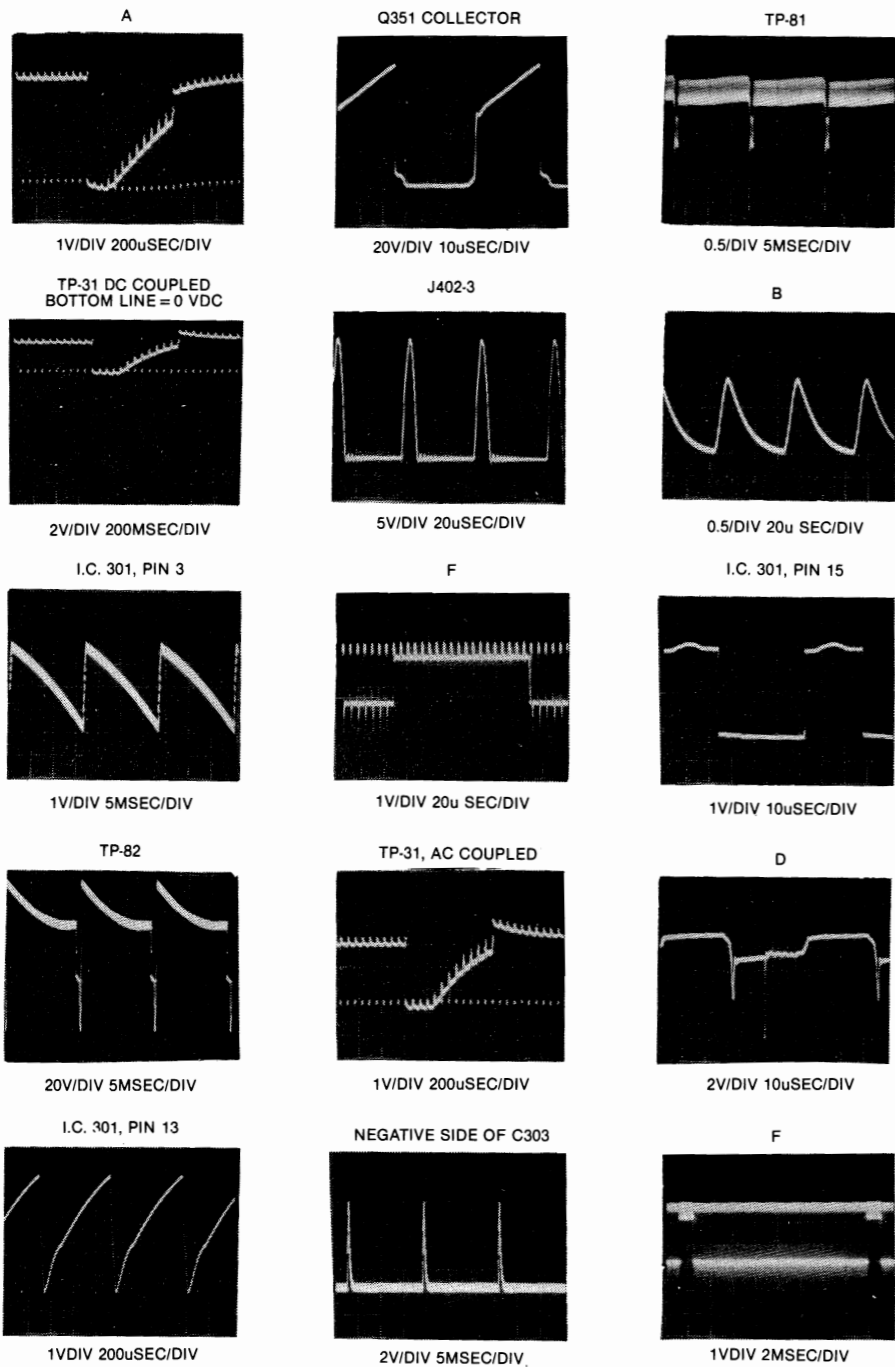 A
1V/DIV 200uSEC/DIV
Q351 COLLECTOR
20V/DIV 10uSEC/DIV
TP-81
0.5/DIV 5MSEC/DIV
TP-31 DC COUPLED
BOTTOM LINE = 0 VDC
2V/DIV 200MSEC/DIV
J402-3
5V/DIV 20uSEC/DIV
B
0.5/DIV 20u SEC/DIV
I.C. 301, PIN 3
1V/DIV 5MSEC/DIV
F
1V/DIV 20u SEC/DIV
I.C. 301, PIN 15
1V/DIV 10uSEC/DIV
TP-82
20V/DIV 5MSEC/DIV
TP-31, AC COUPLED
1V/DIV 200uSEC/DIV
D
2V/DIV 10uSEC/DIV
I.C. 301, PIN 13
1VDIV 200uSEC/DIV
NEGATIVE SIDE OF C303
2V/DIV 5MSEC/DIV
F
1VDIV 2MSEC/DIV